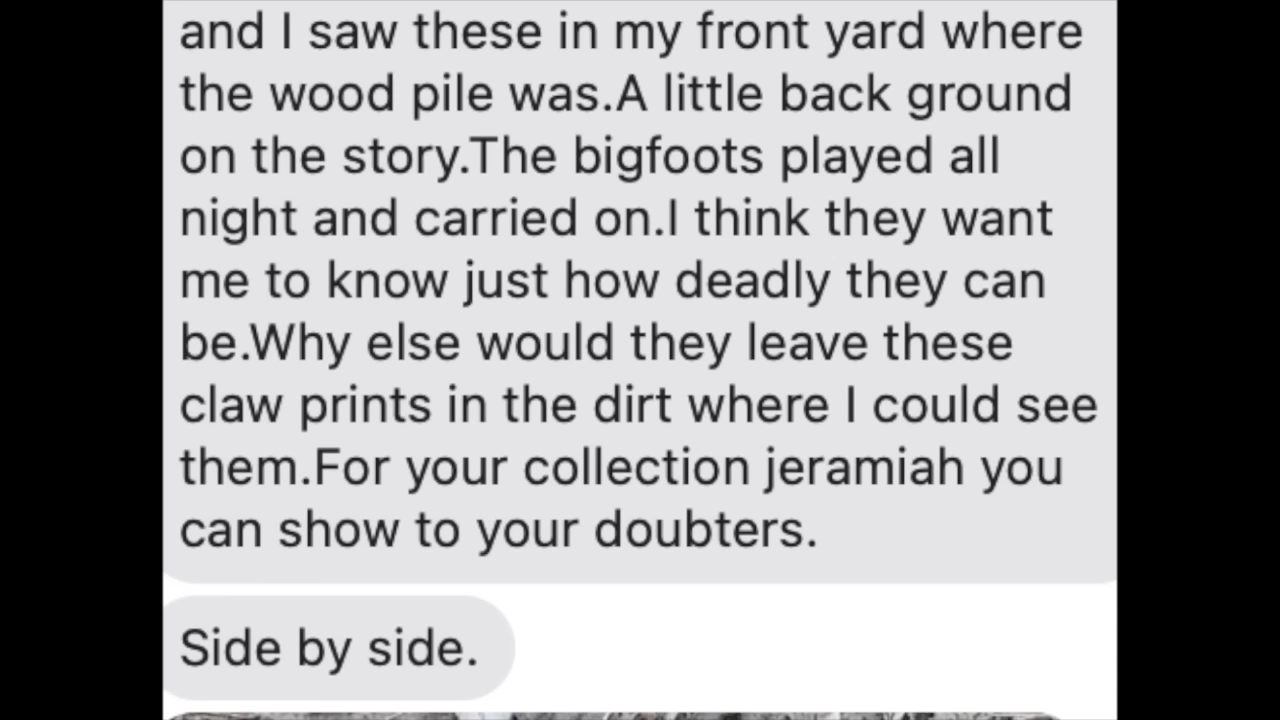 and I saw these in my front yard where
the wood pile was.A little back ground
on the story.The bigfoots played all
night and carried on.I think they want
me to know just how deadly they can
be.Why else would they leave these
claw prints in the dirt where I could see
them.For your collection jeramiah you
can show to your doubters.
Side by side.